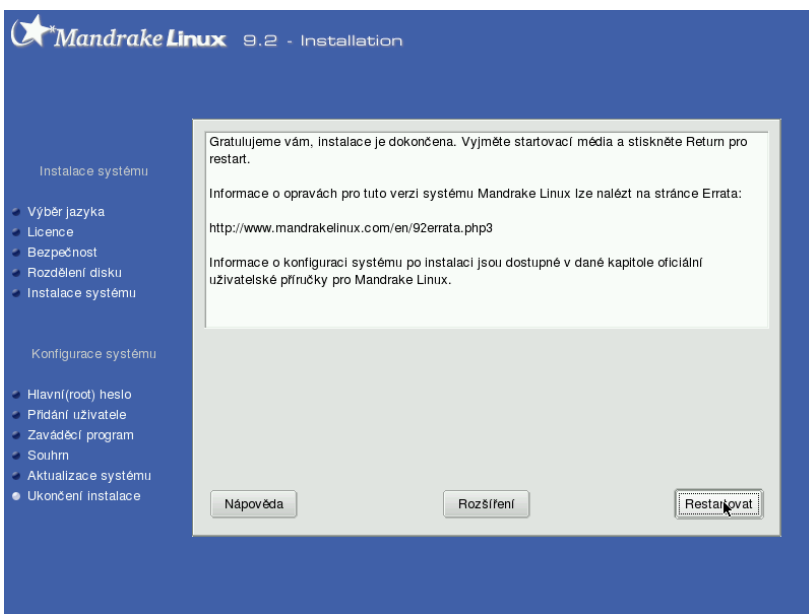 Mandrake Linux 9.2 - Installation
Instalace systému
Výběr jazyka
Licence
Bezpečnost
Rozdělení disku
Instalace systému
Konfigurace systému
Hlavní(root) heslo
Přidání uživatele
Zaváděcí program
Souhrn
Aktualizace systému
Ukončení instalace
Gratulujeme vám, instalace je dokončena. Vyjměte startovací média a stiskněte Return pro
restart.
Informace o opravách pro tuto verzi systému Mandrake Linux lze nalézt na stránce Errata:
http://www.mandrakelinux.com/en/92errata.php3
Informace o konfiguraci systému po instalaci jsou dostupné v dané kapitole oficiální
uživatelské příručky pro Mandrake Linux.
Nápověda
Rozšíření
Restartovat